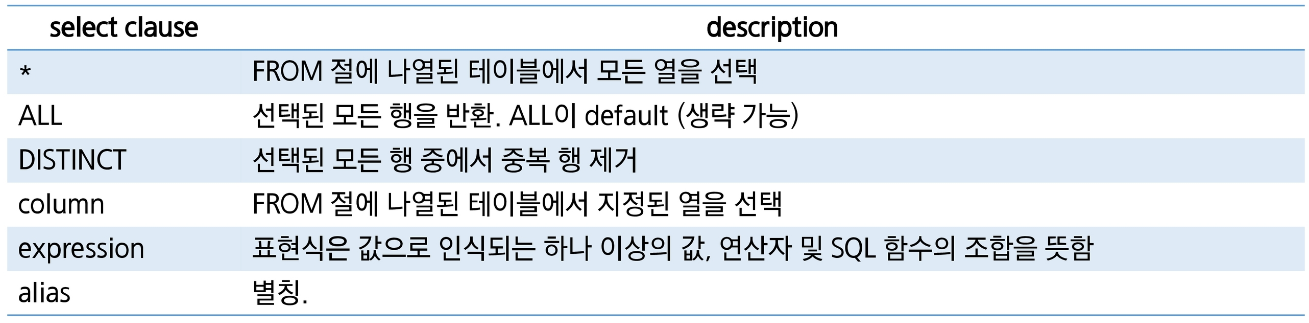 select clause description
* FROM 절에 나열된 테이블에서 모든 열을 선택
ALL 선택된 모든 행을 반환. ALL이 default (생략 가능)
DISTINCT 선택된 모든 행 중에서 중복 행 제거
column FROM 절에 나열된 테이블에서 지정된 열을 선택
expression 표현식은 값으로 인식되는 하나 이상의 값, 연산자 및 SQL 함수의 조합을 뜻함
alias 별칭.